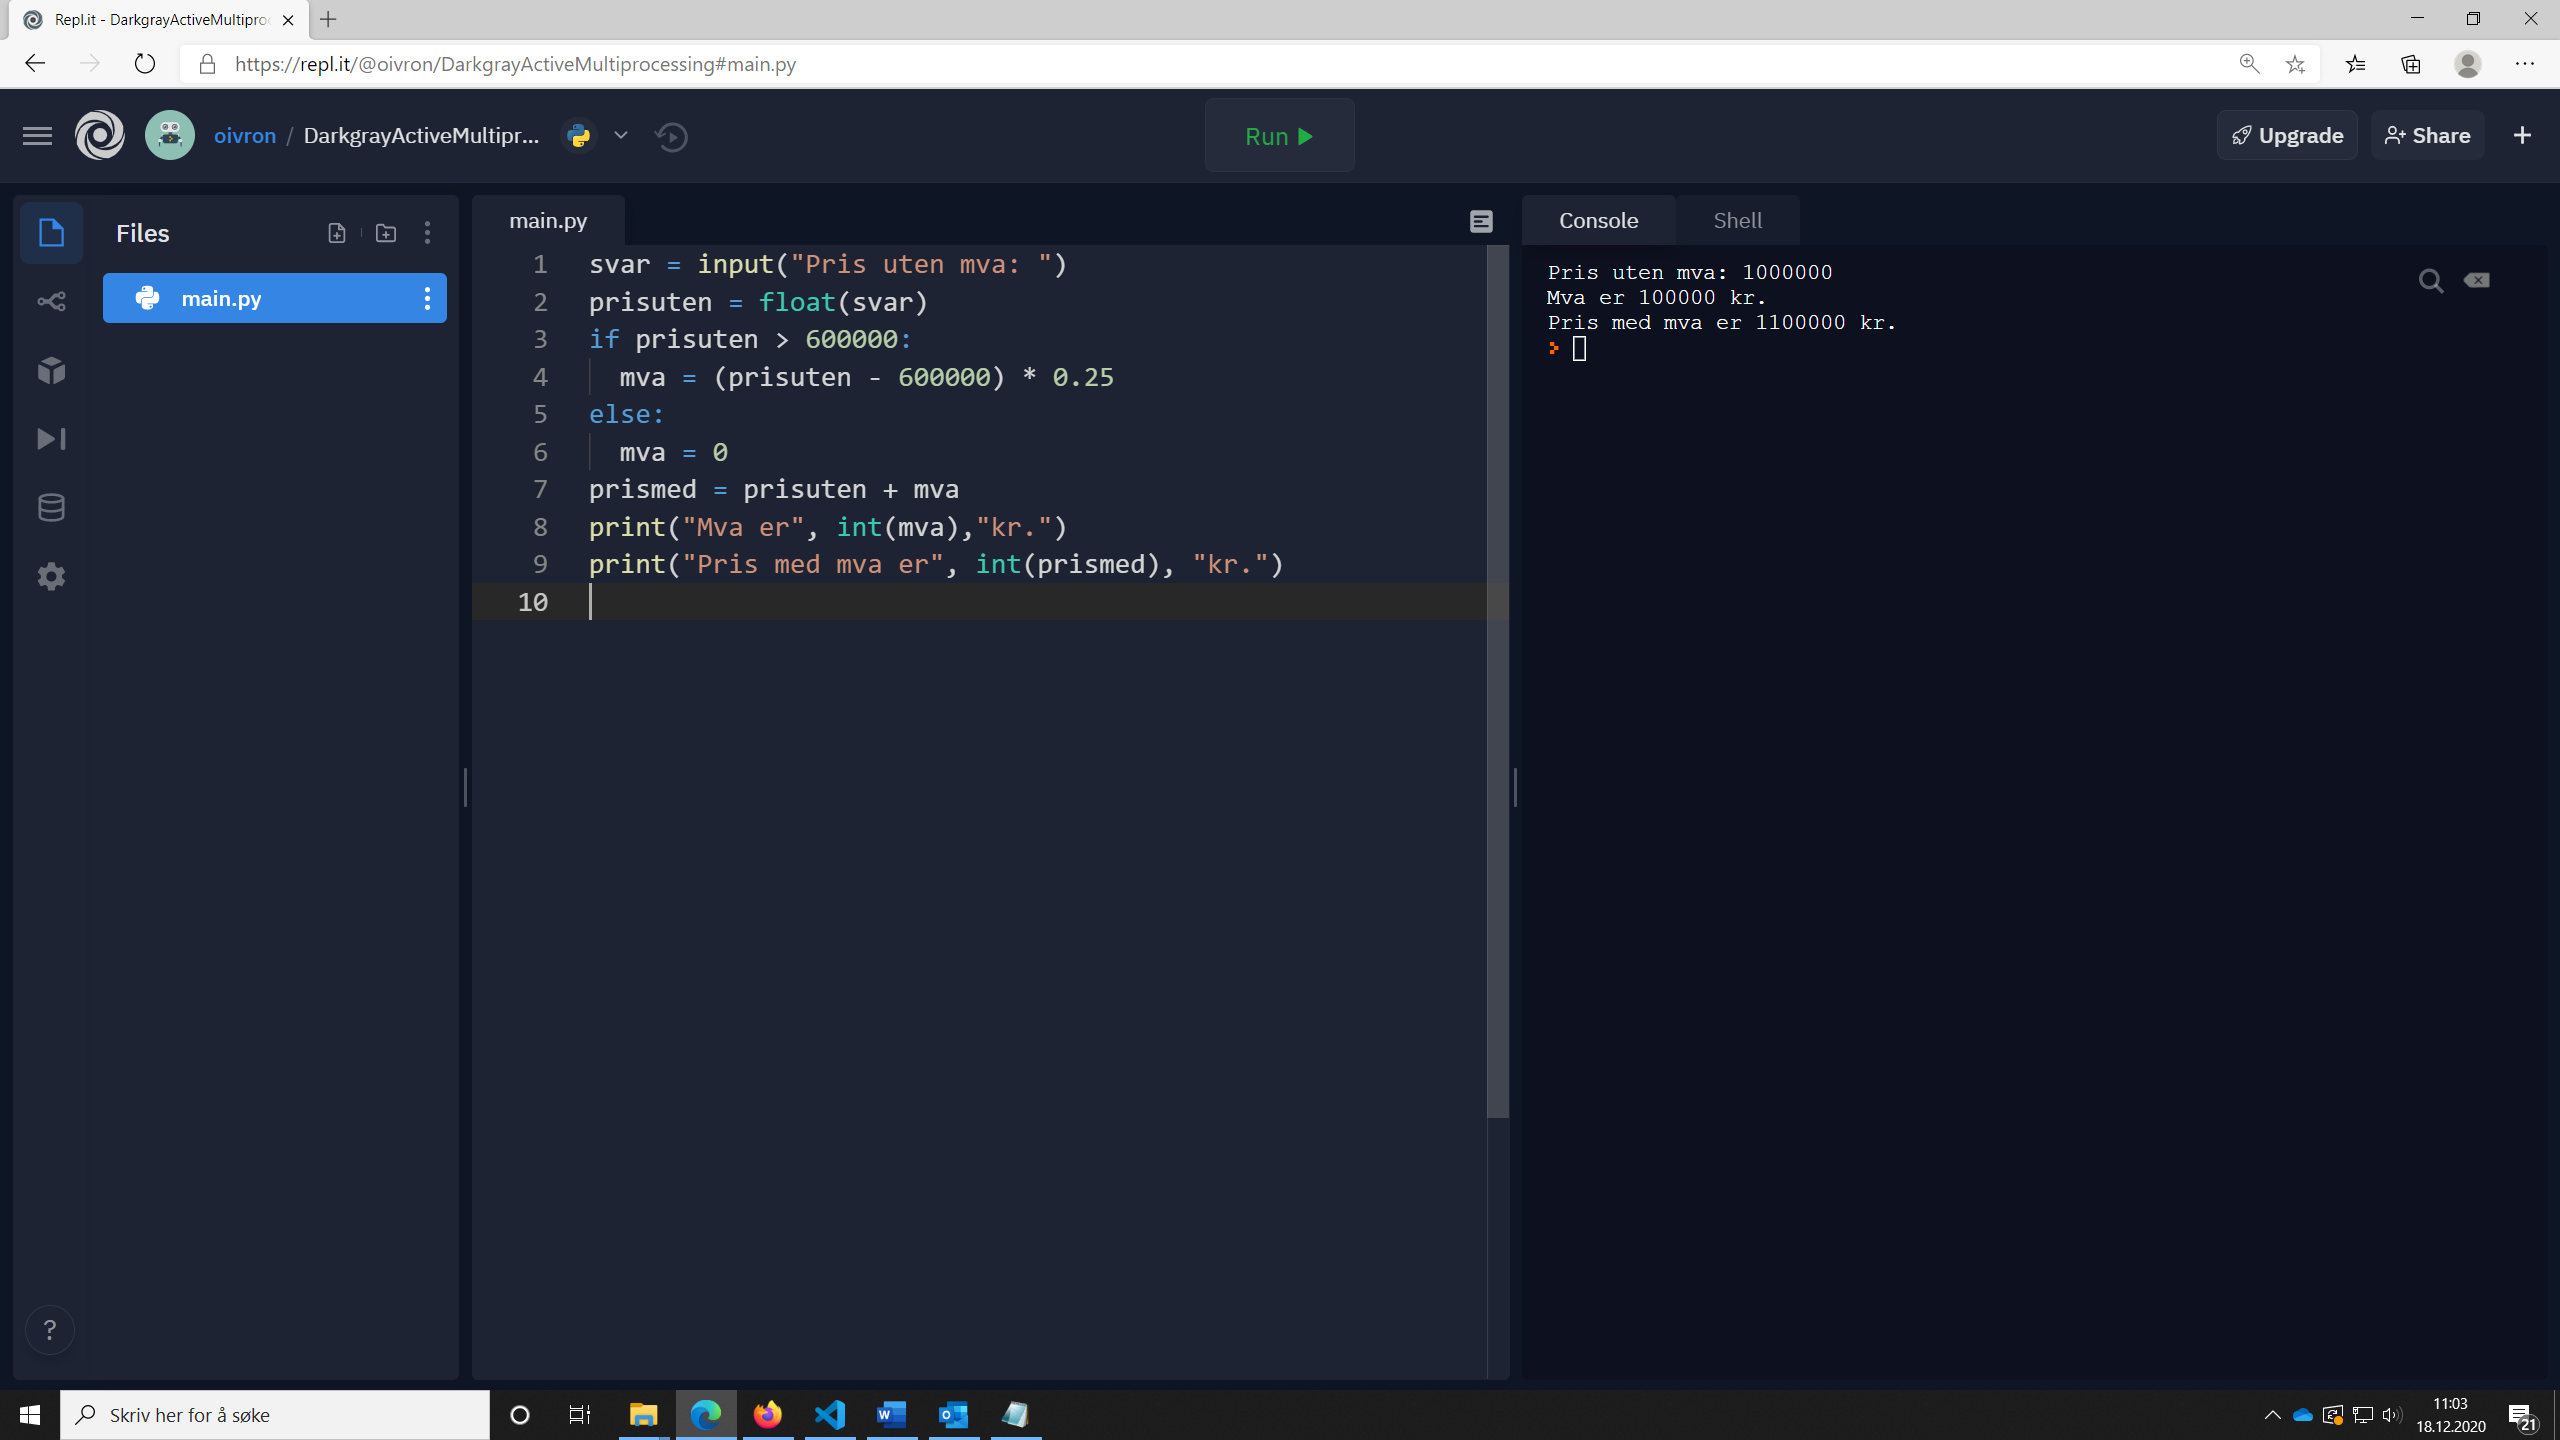 Repl.it - DarkgrayActiveMultiproc
https://repl.it/@oivron/DarkgrayActiveMultiprocessing#main.py
oivron / DarkgrayActiveMultipr...
Run
Upgrade
Share
Files
main.py
main.py
1 svar = input("Pris uten mva: ")
2 prisuten = float(svar)
3 if prisuten > 600000:
4 mva = (prisuten - 600000) * 0.25
5 else:
6 mva = 0
7 prismed = prisuten + mva
8 print("Mva er", int(mva),"kr.")
9 print("Pris med mva er", int(prismed), "kr.")
10
Console
Shell
Pris uten mva: 1000000
Mva er 100000 kr.
Pris med mva er 1100000 kr.
?
Skriv her for å søke
11:03
18.12.2020
21